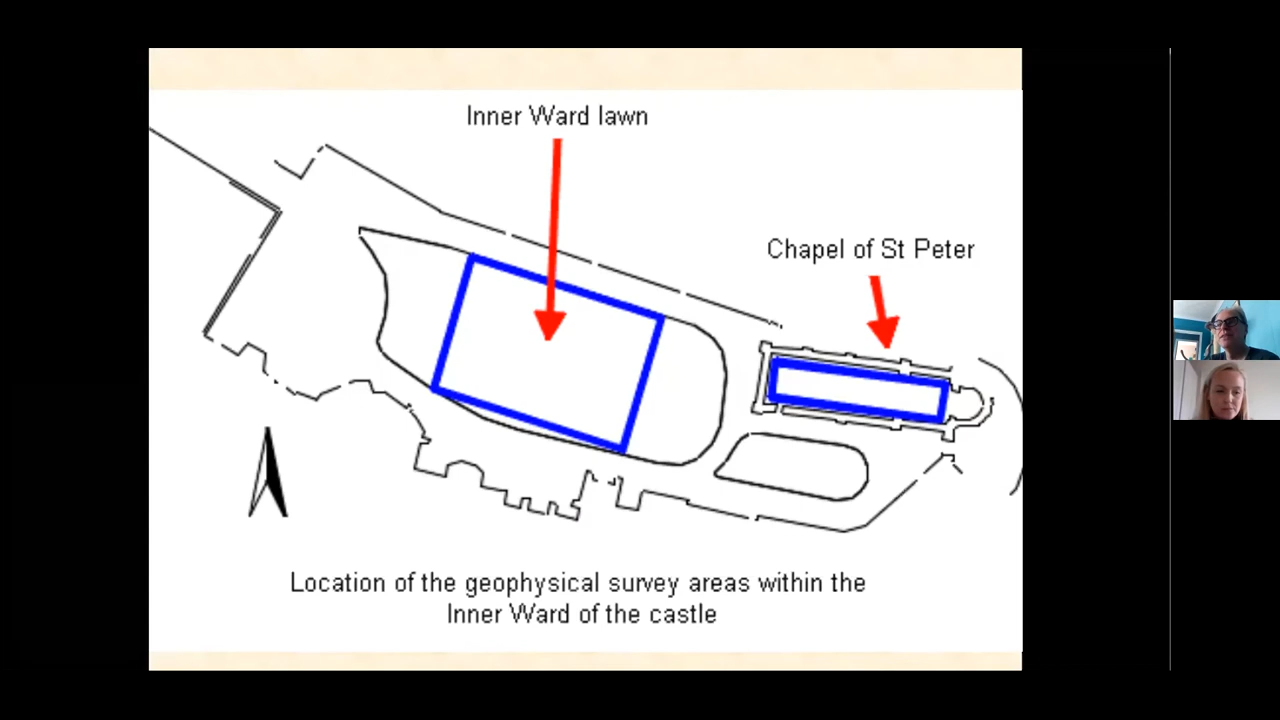 Inner Ward lawn
Chapel of St Peter
Location of the geophysical survey areas within the
Inner Ward of the castle